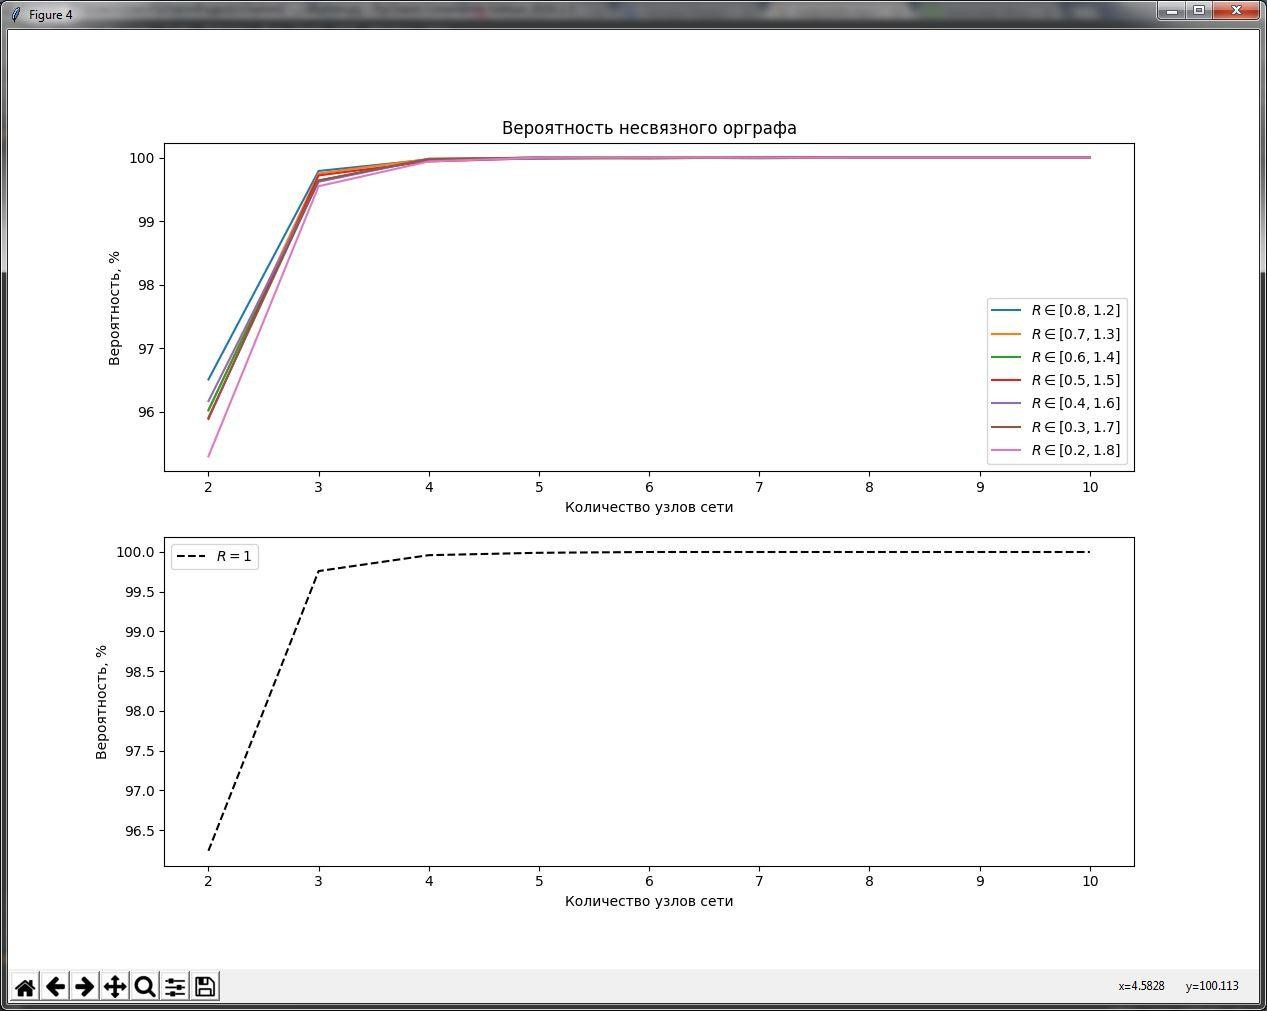 Figure 4
Вероятность несвязного орграфа
Вероятность, %
100
99
98
97
96
R ∈ [0.8, 1.2]
R ∈ [0.7, 1.3]
R ∈ [0.6, 1.4]
R ∈ [0.5, 1.5]
R ∈ [0.4, 1.6]
R ∈ [0.3, 1.7]
R ∈ [0.2, 1.8]
2 3 4 5 6 7 8 9 10
Количество узлов сети
Вероятность, %
100.0
99.5
99.0
98.5
98.0
97.5
97.0
96.5
R = 1
2 3 4 5 6 7 8 9 10
Количество узлов сети
x=4.5828 y=100.113